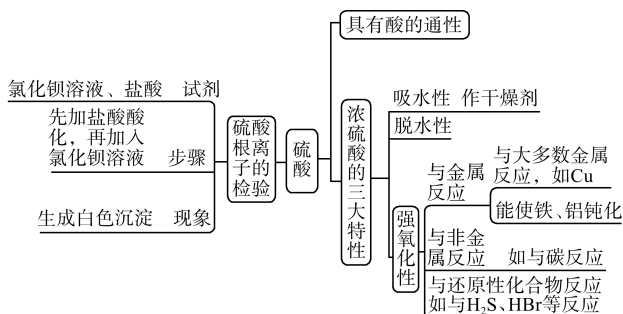 具有酸的通性
氯化钡溶液、盐酸 试剂
先加盐酸酸
化，再加入
氯化钡溶液 步骤
生成白色沉淀 现象
硫酸
根离
子的
检验
硫酸
浓硫酸的三大特性
吸水性 作干燥剂
脱水性
强氧化性
与金属
反应
与大多数金属
反应，如Cu
能使铁、铝钝化
与非金
属反应 如与碳反应
与还原性化合物反应
如与H₂S、HBr等反应